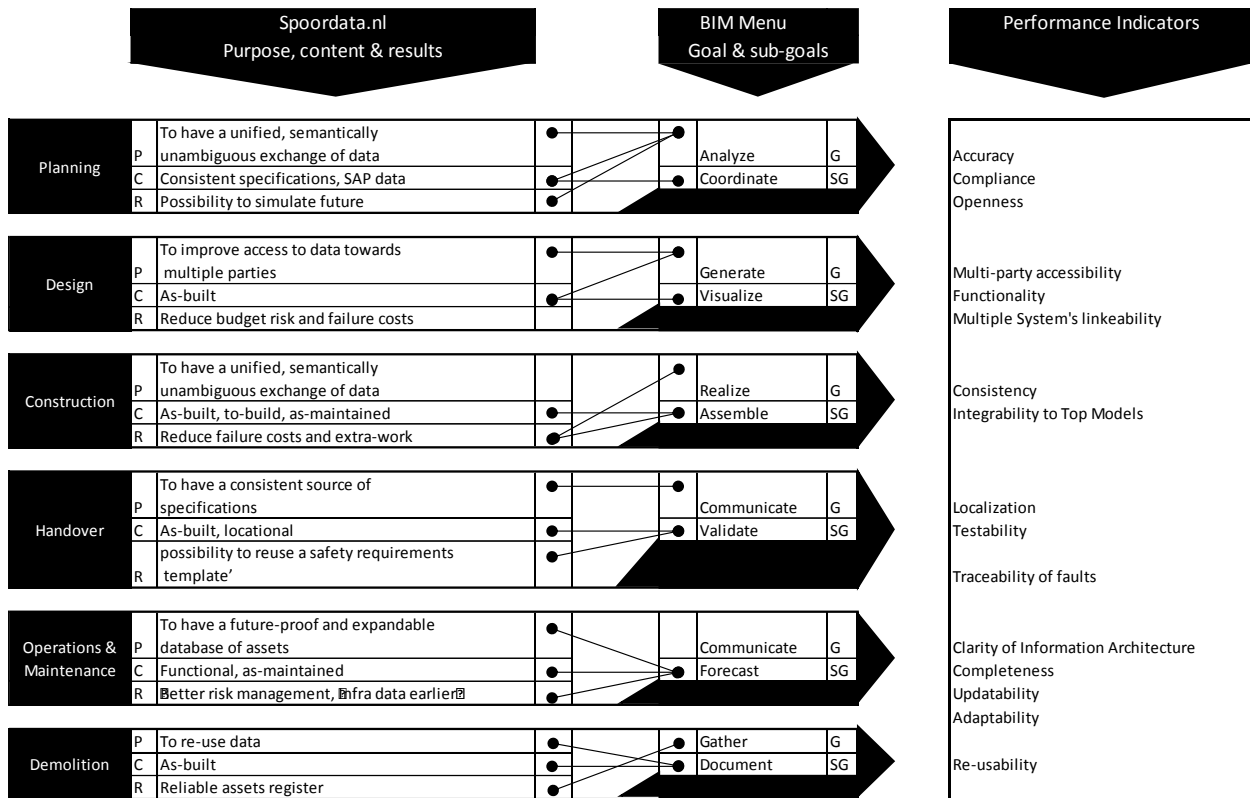 Spoordata.nl
Purpose, content & results
BIM Menu
Goal & sub-goals
Performance Indicators
Planning
P
To have a unified, semantically
unambiguous exchange of data
C
Consistent specifications, SAP data
R
Possibility to simulate future
Analyze
G
Coordinate
SG
Accuracy
Compliance
Openness
Design
P
To improve access to data towards
multiple parties
C
As-built
R
Reduce budget risk and failure costs
Generate
G
Visualize
SG
Multi-party accessibility
Functionality
Multiple System's linkeability
Construction
P
To have a unified, semantically
unambiguous exchange of data
C
As-built, to-build, as-maintained
R
Reduce failure costs and extra-work
Realize
G
Assemble
SG
Consistency
Integrability to Top Models
Handover
P
To have a consistent source of
specifications
C
As-built, locational
R
possibility to reuse a safety requirements
template’
Communicate
G
Validate
SG
Localization
Testability
Traceability of faults
Operations &
Maintenance
P
To have a future-proof and expandable
database of assets
C
Functional, as-maintained
R
Better risk management, Infra data earlier
Communicate
G
Forecast
SG
Clarity of Information Architecture
Completeness
Updatability
Adaptability
Demolition
P
To re-use data
C
As-built
R
Reliable assets register
Gather
G
Document
SG
Re-usability